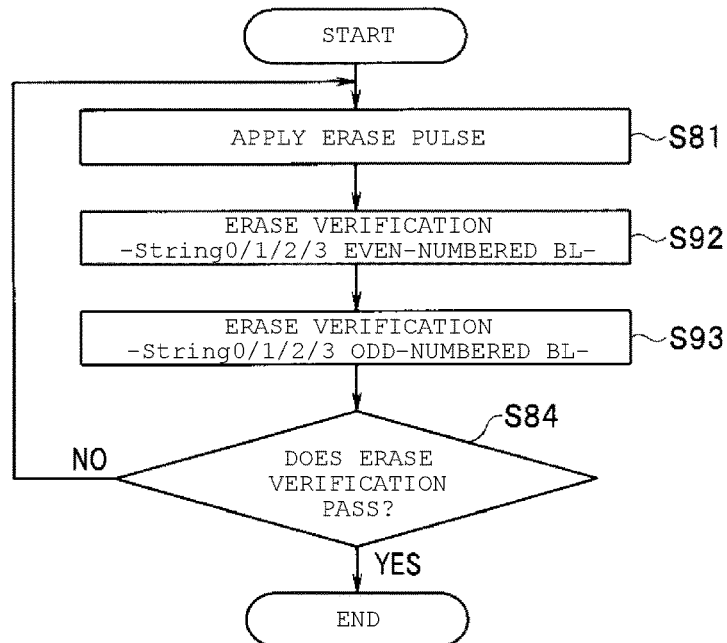 START
APPLY ERASE PULSE
S81
ERASE VERIFICATION
-String0/1/2/3 EVEN-NUMBERED BL-
S92
ERASE VERIFICATION
-String0/1/2/3 ODD-NUMBERED BL-
S93
S84
DOES ERASE
VERIFICATION
PASS?
NO
YES
END